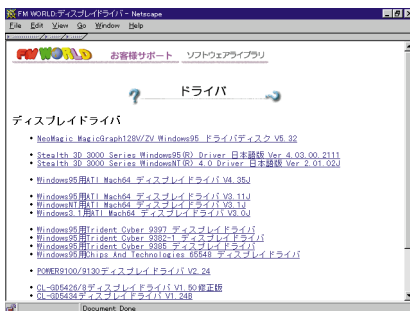 FM WORLD ディスプレイドライバ - Netscape
File Edit View Go Window Help
FM WORLD お客様サポート ソフトウェアライブラリ
ドライバ
ディスプレイドライバ
• NeoMagic MagicGraph128V/ZV Windows95 ドライバディスク V5.32
• Stealth 3D 3000 Series Windows95(R) Driver 日本語版 Ver 4.03.00.2111
• Stealth 3D 3000 Series WindowsNT(R) 4.0 Driver 日本語版 Ver 2.01.02J
• Windows95用ATI Mach64 ディスプレイドライバ V4.35J
• Windows95用ATI Mach64 ディスプレイドライバ V3.11J
• WindowsNT用ATI Mach64 ディスプレイドライバ V3.1J
• Windows3.1用ATI Mach64 ディスプレイドライバ V3.0J
• Windows95用Trident Cyber 9397 ディスプレイドライバ
• Windows95用Trident Cyber 9382-1 ディスプレイドライバ
• Windows95用Trident Cyber 9385 ディスプレイドライバ
• Windows95用Chips And Technologies 65548 ディスプレイドライバ
• POWER9100/9130ディスプレイドライバ V2.24
• CL-GD5426/8ディスプレイドライバ V1.50修正版
• CL-GD5434ディスプレイドライバ V1.24B
Document Done